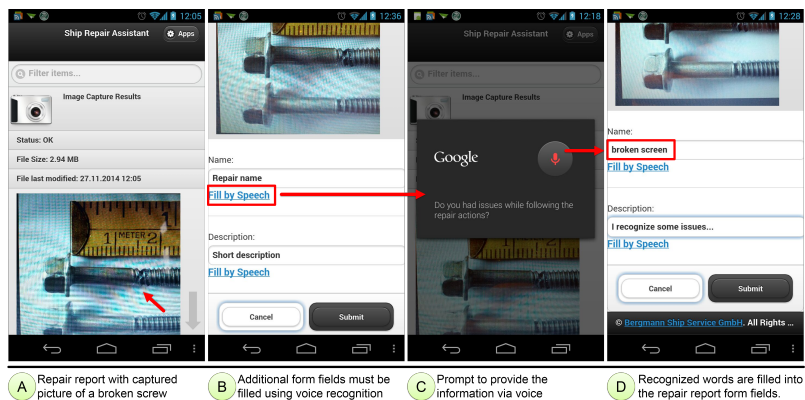 12:05
Ship Repair Assistant
Apps
Filter items...
Image Capture Results
Status: OK
File Size: 2.94 MB
File last modified: 27.11.2014 12:05
1 METER 2
12:36
Name:
Repair name
Fill by Speech
Description:
Short description
Fill by Speech
Cancel
Submit
12:18
Ship Repair Assistant
Apps
Filter items...
Image Capture Results
Google
Do you had issues while following the
repair actions?
12:28
Name:
broken screen
Fill by Speech
Description:
I recognize some issues...
Fill by Speech
Cancel
Submit
© Bergmann Ship Service GmbH. All Rights ...
A
Repair report with captured
picture of a broken screw
B
Additional form fields must be
filled using voice recognition
C
Prompt to provide the
information via voice
D
Recognized words are filled into
the repair report form fields.